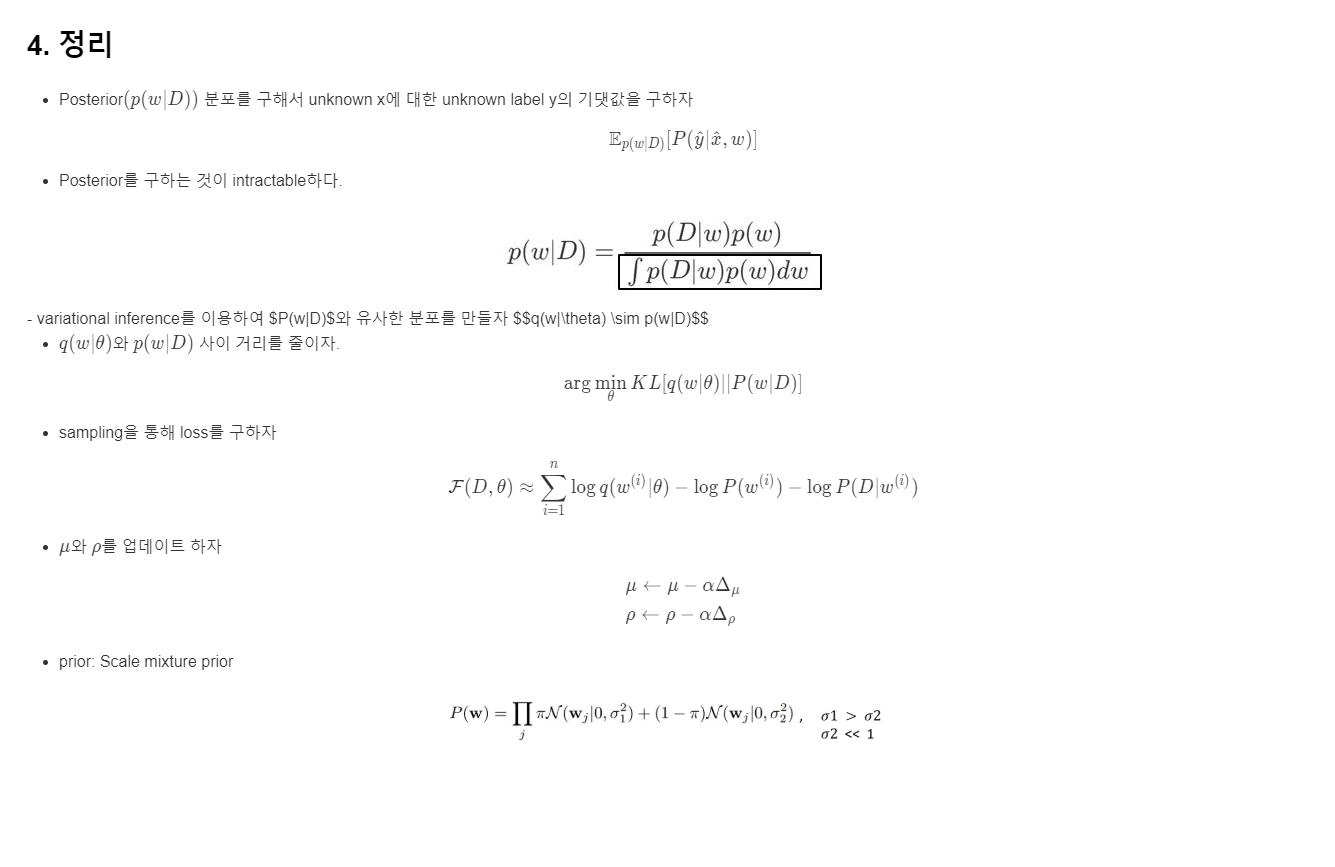 4. 정리
• Posterior(p(w|D)) 분포를 구해서 unknown x에 대한 unknown label y의 기댓값을 구하자
𝔼_{p(w|D)}[P(ŷ|x̂, w)]
• Posterior를 구하는 것이 intractable하다.
p(w|D) = \frac{p(D|w)p(w)}{∫ p(D|w)p(w)dw}
- variational inference를 이용하여 $P(w|D)$와 유사한 분포를 만들자 $$q(w|\theta) \sim p(w|D)$$
• q(w|θ)와 p(w|D) 사이 거리를 줄이자.
arg min_θ KL[q(w|θ)||P(w|D)]
• sampling을 통해 loss를 구하자
ℱ(D, θ) ≈ ∑_{i=1}^{n} log q(w^{(i)}|θ) − log P(w^{(i)}) − log P(D|w^{(i)})
• μ와 ρ를 업데이트 하자
μ ← μ − αΔ_μ
ρ ← ρ − αΔ_ρ
• prior: Scale mixture prior
P(w) = ∏_j π𝒩(w_j|0, σ_1^2) + (1 − π)𝒩(w_j|0, σ_2^2) , σ1 > σ2
σ2 << 1